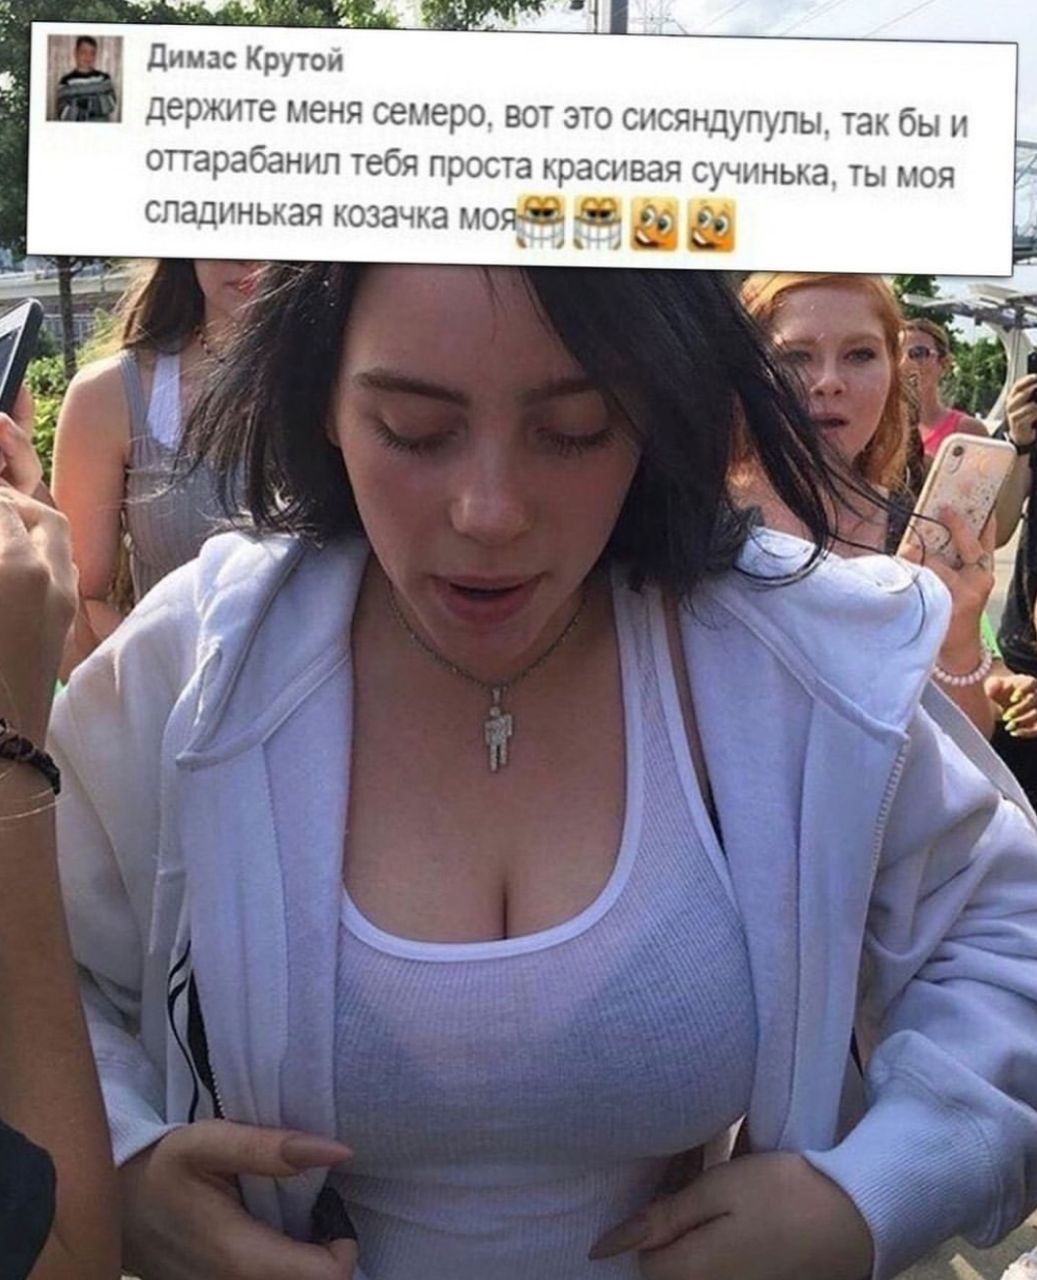 Димас Крутой
держите меня семеро, вот это сисяндупулы, так бы и
оттарабанил тебя проста красивая сучинька, ты моя
сладинькая козачка моя